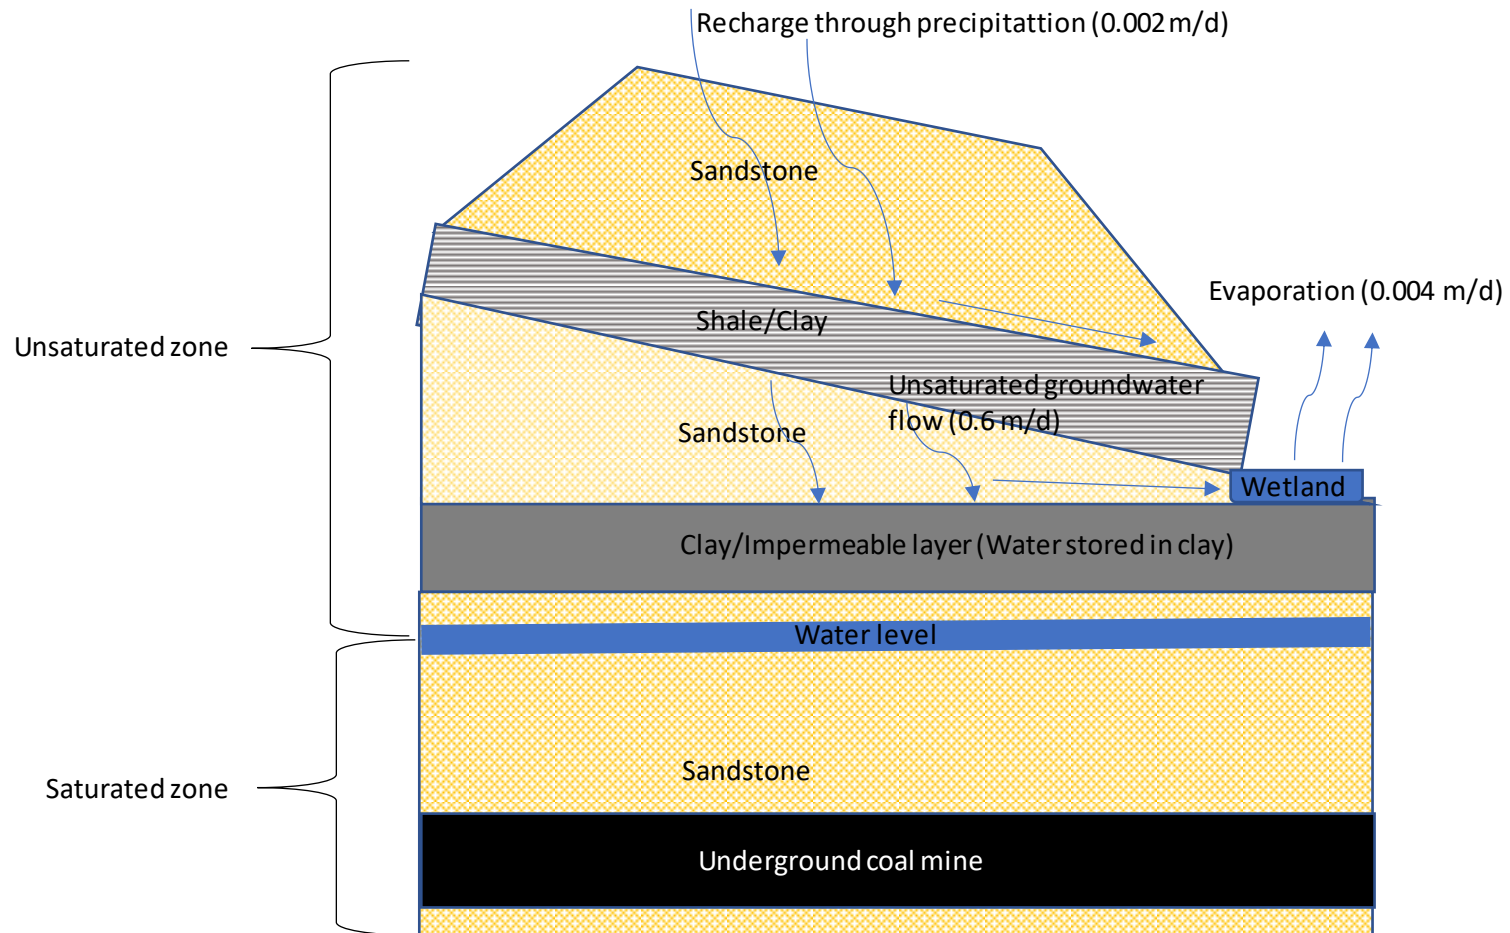 Recharge through precipitattion (0.002 m/d)
Sandstone
Evaporation (0.004 m/d)
Shale/Clay
Unsaturated zone
Unsaturated groundwater
flow (0.6 m/d)
Sandstone
Wetland
Clay/Impermeable layer (Water stored in clay)
Water level
Sandstone
Saturated zone
Underground coal mine